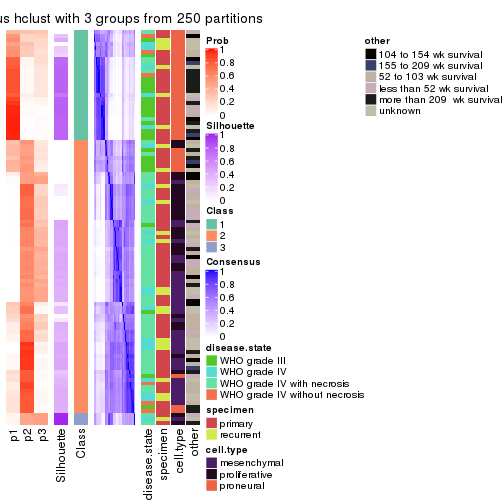 us hclust with 3 groups from 250 partitions
Prob
1
0.8
0.6
0.4
0.2
0
Silhouette
1
0.8
0.6
0.4
0.2
0
Class
1
2
3
Consensus
1
0.8
0.6
0.4
0.2
0
disease.state
WHO grade III
WHO grade IV
WHO grade IV with necrosis
WHO grade IV without necrosis
specimen
primary
recurrent
cell.type
mesenchymal
proliferative
proneural
other
104 to 154 wk survival
155 to 209 wk survival
52 to 103 wk survival
less than 52 wk survival
more than 209 wk survival
unknown
p1
p2
p3
Silhouette
Class
disease.state
specimen
cell.type
other